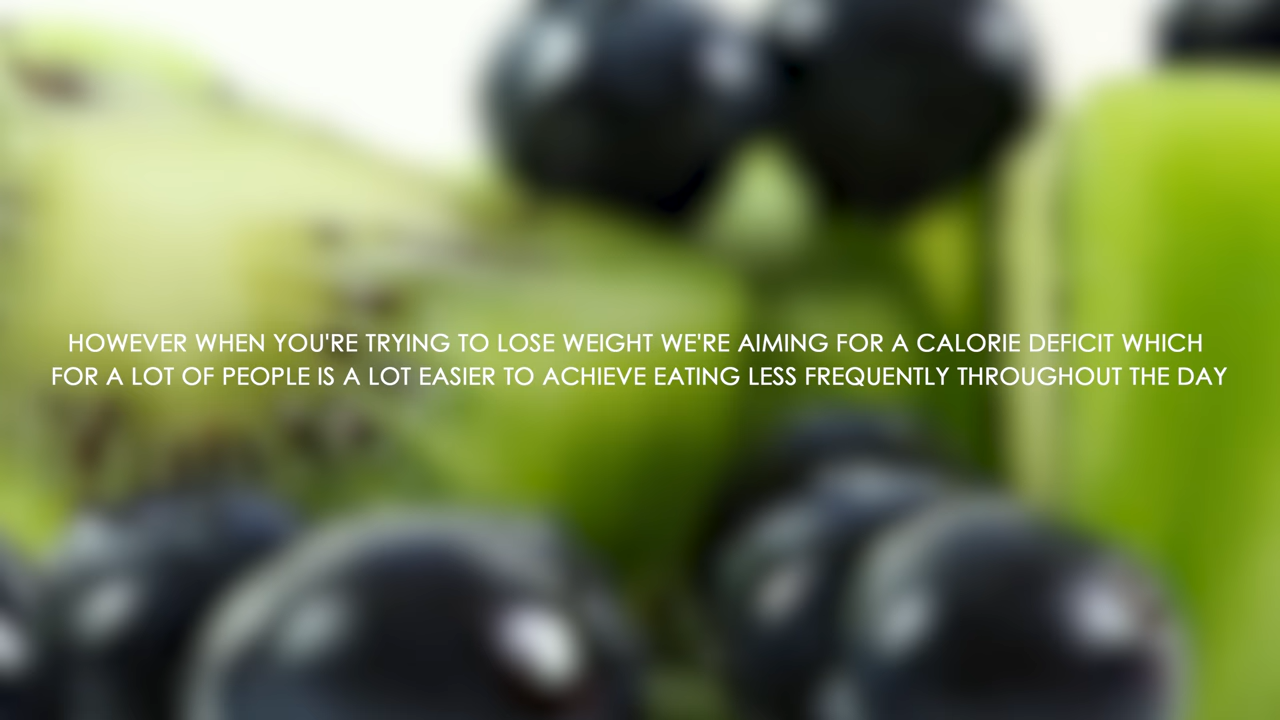 HOWEVER WHEN YOU'RE TRYING TO LOSE WEIGHT WE'RE AIMING FOR A CALORIE DEFICIT WHICH
FOR A LOT OF PEOPLE IS A LOT EASIER TO ACHIEVE EATING LESS FREQUENTLY THROUGHOUT THE DAY